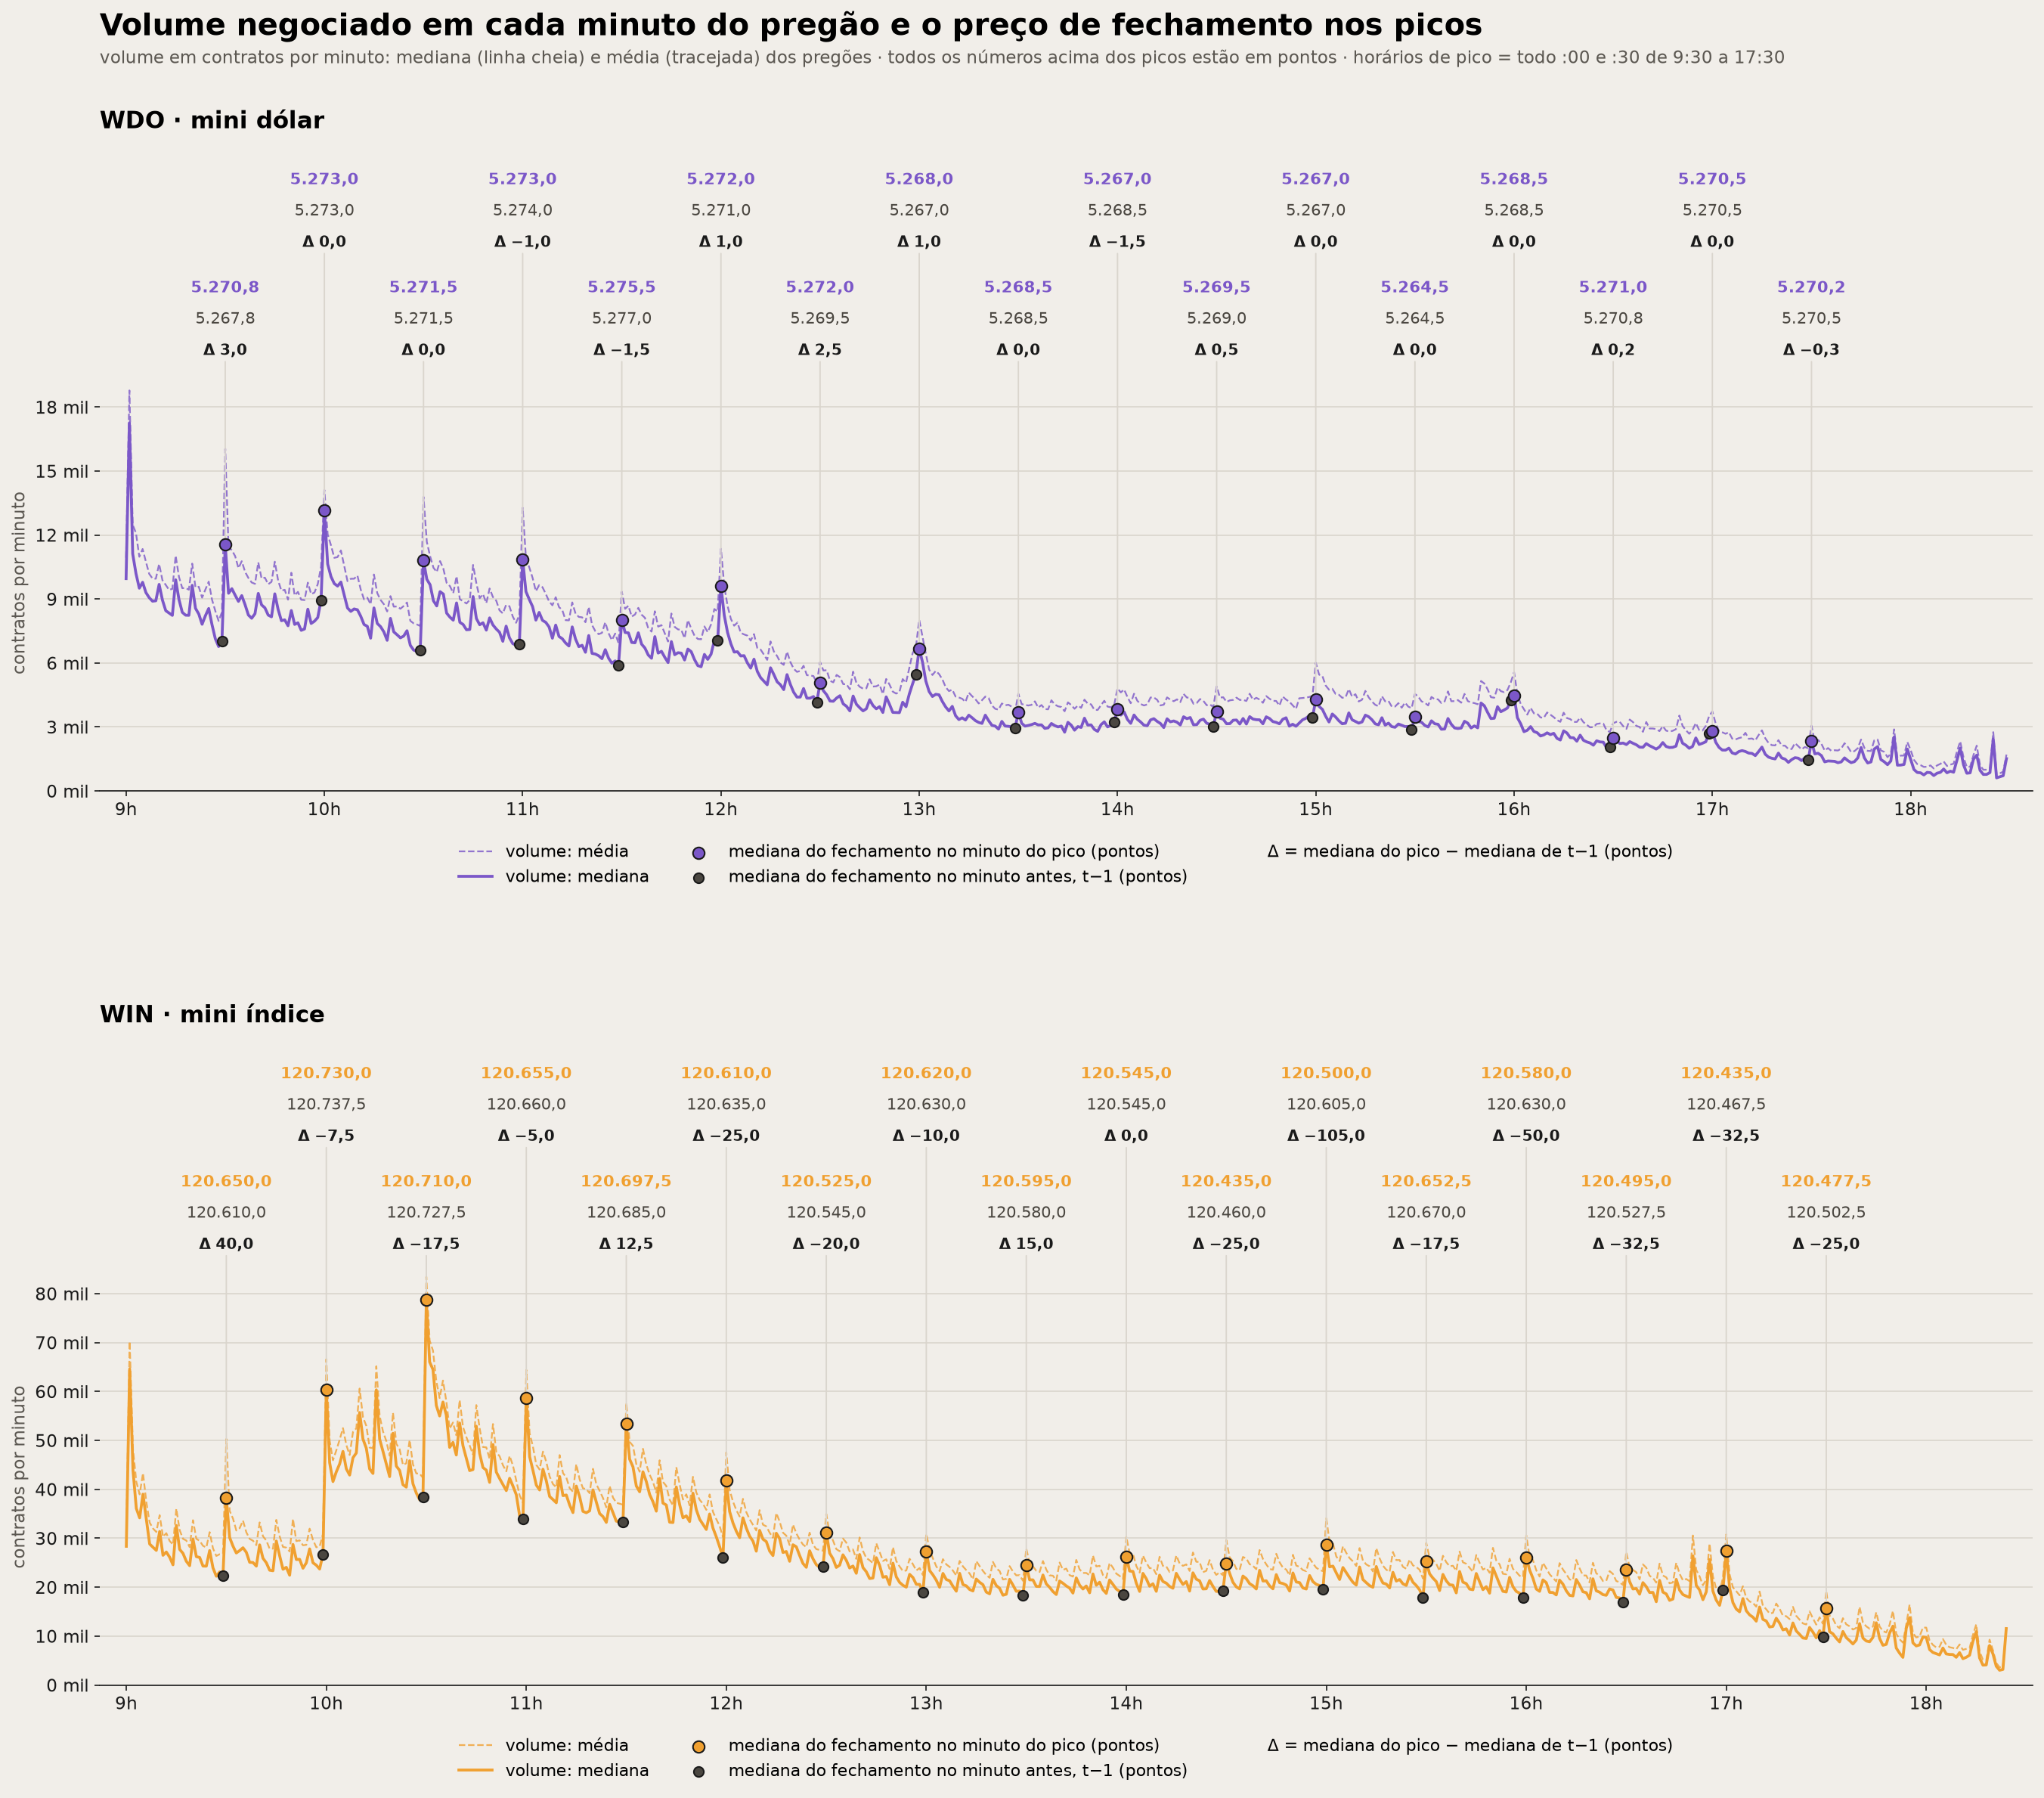 Volume negociado em cada minuto do pregão e o preço de fechamento nos picos
volume em contratos por minuto: mediana (linha cheia) e média (tracejada) dos pregões · todos os números acima dos picos estão em pontos · horários de pico = todo :00 e :30 de 9:30 a 17:30
WDO · mini dólar
5.273,0 5.273,0 5.272,0 5.268,0 5.267,0 5.267,0 5.268,5 5.270,5
5.273,0 5.274,0 5.271,0 5.267,0 5.268,5 5.267,0 5.268,5 5.270,5
Δ 0,0 Δ −1,0 Δ 1,0 Δ 1,0 Δ −1,5 Δ 0,0 Δ 0,0 Δ 0,0
5.270,8 5.271,5 5.275,5 5.272,0 5.268,5 5.269,5 5.264,5 5.271,0 5.270,2
5.267,8 5.271,5 5.277,0 5.269,5 5.268,5 5.269,0 5.264,5 5.270,8 5.270,5
Δ 3,0 Δ 0,0 Δ −1,5 Δ 2,5 Δ 0,0 Δ 0,5 Δ 0,0 Δ 0,2 Δ −0,3
contratos por minuto
18 mil
15 mil
12 mil
9 mil
6 mil
3 mil
0 mil
9h 10h 11h 12h 13h 14h 15h 16h 17h 18h
volume: média mediana do fechamento no minuto do pico (pontos) Δ = mediana do pico − mediana de t−1 (pontos)
volume: mediana mediana do fechamento no minuto antes, t−1 (pontos)
WIN · mini índice
120.730,0 120.655,0 120.610,0 120.620,0 120.545,0 120.500,0 120.580,0 120.435,0
120.737,5 120.660,0 120.635,0 120.630,0 120.545,0 120.605,0 120.630,0 120.467,5
Δ −7,5 Δ −5,0 Δ −25,0 Δ −10,0 Δ 0,0 Δ −105,0 Δ −50,0 Δ −32,5
120.650,0 120.710,0 120.697,5 120.525,0 120.595,0 120.435,0 120.652,5 120.495,0 120.477,5
120.610,0 120.727,5 120.685,0 120.545,0 120.580,0 120.460,0 120.670,0 120.527,5 120.502,5
Δ 40,0 Δ −17,5 Δ 12,5 Δ −20,0 Δ 15,0 Δ −25,0 Δ −17,5 Δ −32,5 Δ −25,0
contratos por minuto
80 mil
70 mil
60 mil
50 mil
40 mil
30 mil
20 mil
10 mil
0 mil
9h 10h 11h 12h 13h 14h 15h 16h 17h 18h
volume: média mediana do fechamento no minuto do pico (pontos) Δ = mediana do pico − mediana de t−1 (pontos)
volume: mediana mediana do fechamento no minuto antes, t−1 (pontos)